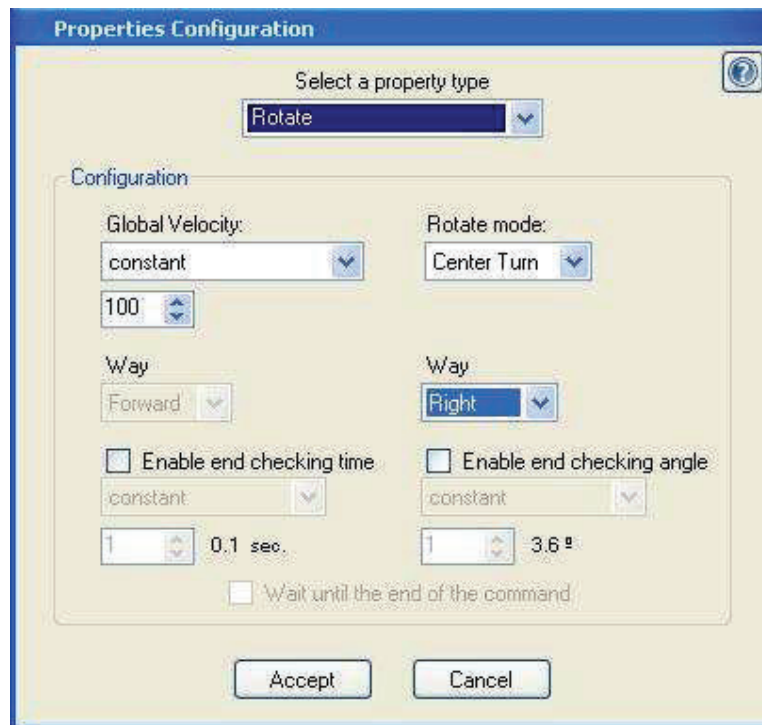 Properties Configuration
?
Select a property type
Rotate
Configuration
Global Velocity: Rotate mode:
constant Center Turn
100
Way Way
Forward Right
Enable end checking time Enable end checking angle
constant constant
1 0.1 sec. 1 3.6 º
Wait until the end of the command
Accept Cancel